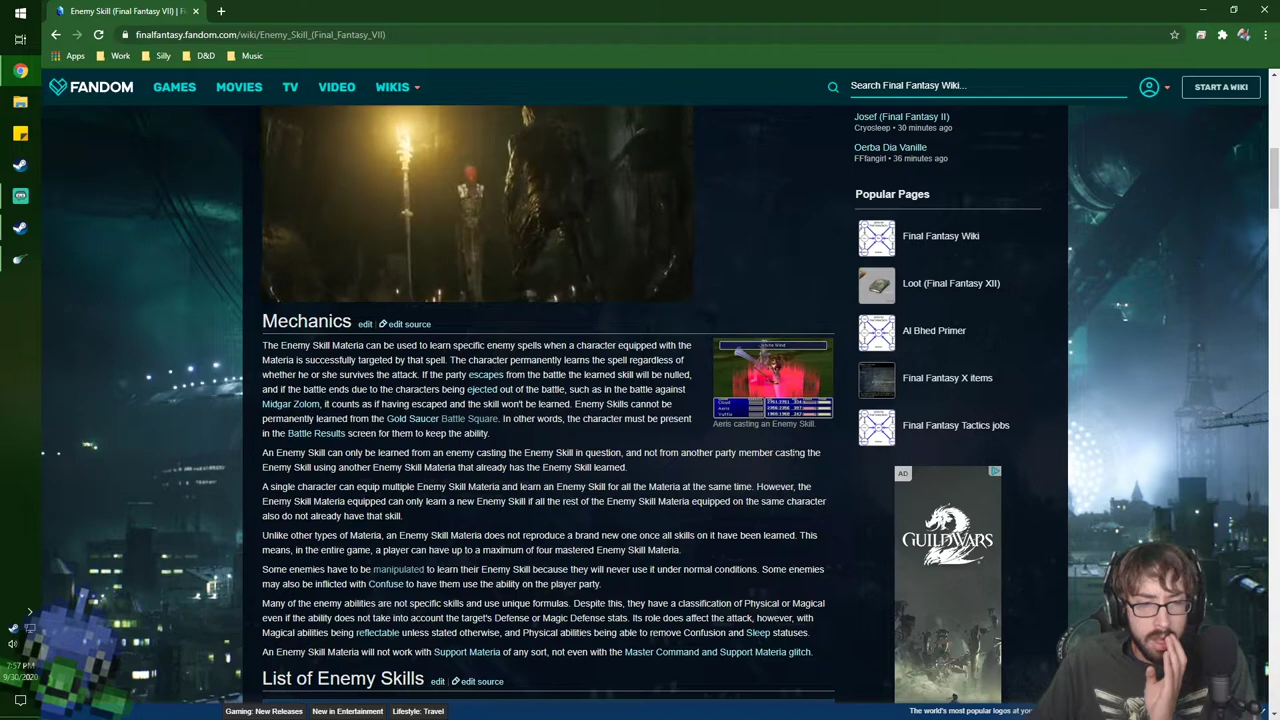 Enemy Skill (Final Fantasy VII) | Fi
finalfantasy.fandom.com/wiki/Enemy_Skill_(Final_Fantasy_VII)
Apps Work Silly D&D Music
FANDOM GAMES MOVIES TV VIDEO WIKIS Search Final Fantasy Wiki... START A WIKI
Josef (Final Fantasy II)
Cryosleep • 30 minutes ago
Oerba Dia Vanille
FFfangirl • 36 minutes ago
Popular Pages
Final Fantasy Wiki
Loot (Final Fantasy XII)
Al Bhed Primer
Final Fantasy X items
Final Fantasy Tactics jobs
AD
GUILDWARS
Mechanics edit | edit source
The Enemy Skill Materia can be used to learn specific enemy spells when a character equipped with the
Materia is successfully targeted by that spell. The character permanently learns the spell regardless of
whether he or she survives the attack. If the party escapes from the battle the learned skill will be nulled,
and if the battle ends due to the characters being ejected out of the battle, such as in the battle against
Midgar Zolom, it counts as if having escaped and the skill won't be learned. Enemy Skills cannot be
permanently learned from the Gold Saucer Battle Square. In other words, the character must be present
in the Battle Results screen for them to keep the ability.
White Wind
Aeris casting an Enemy Skill.
An Enemy Skill can only be learned from an enemy casting the Enemy Skill in question, and not from another party member casting the
Enemy Skill using another Enemy Skill Materia that already has the Enemy Skill learned.
A single character can equip multiple Enemy Skill Materia and learn an Enemy Skill for all the Materia at the same time. However, the
Enemy Skill Materia equipped can only learn a new Enemy Skill if all the rest of the Enemy Skill Materia equipped on the same character
also do not already have that skill.
Unlike other types of Materia, an Enemy Skill Materia does not reproduce a brand new one once all skills on it have been learned. This
means, in the entire game, a player can have up to a maximum of four mastered Enemy Skill Materia.
Some enemies have to be manipulated to learn their Enemy Skill because they will never use it under normal conditions. Some enemies
may also be inflicted with Confuse to have them use the ability on the player party.
Many of the enemy abilities are not specific skills and use unique formulas. Despite this, they have a classification of Physical or Magical
even if the ability does not take into account the target's Defense or Magic Defense stats. Its role does affect the attack, however, with
Magical abilities being reflectable unless stated otherwise, and Physical abilities being able to remove Confusion and Sleep statuses.
An Enemy Skill Materia will not work with Support Materia of any sort, not even with the Master Command and Support Materia glitch.
List of Enemy Skills edit | edit source
Gaming: New Releases New in Entertainment Lifestyle: Travel
The world's most popular logos at you
7:57 PM
9/30/2020